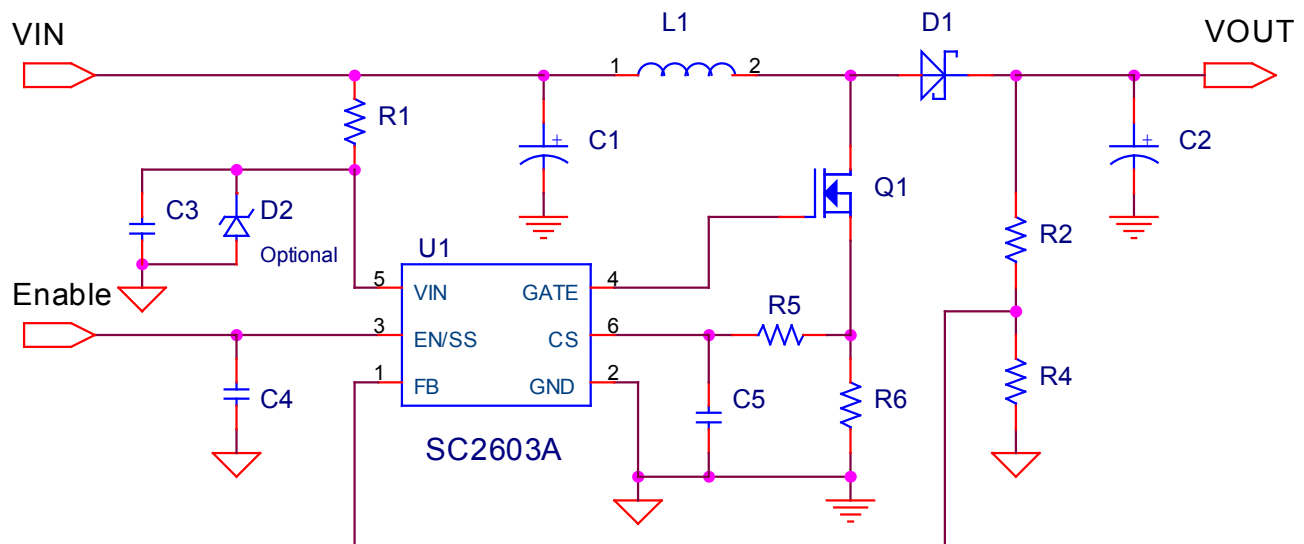 VIN
L1
D1
VOUT
1
2
R1
+
C1
+
C2
C3
D2
Optional
Q1
R2
U1
Enable
5
VIN
GATE
4
3
EN/SS
CS
6
R5
1
FB
GND
2
C4
C5
R6
R4
SC2603A